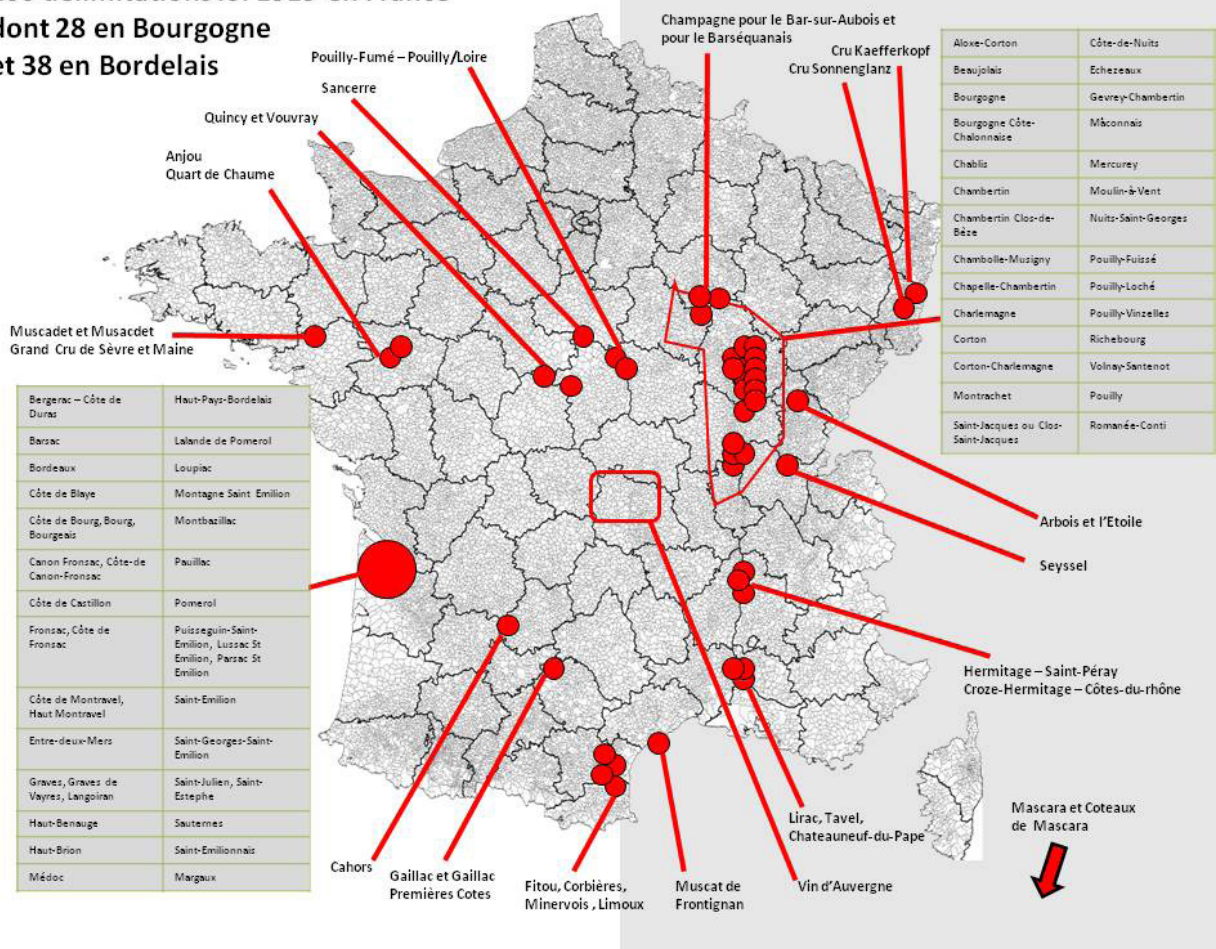 délimitations loi 1919 en France
dont 28 en Bourgogne
et 38 en Bordelais
Champagne pour le Bar-sur-Aubois et
pour le Barséquanais
Cru Kaefferkopf
Cru Sonnenglanz
Pouilly-Fumé – Pouilly/Loire
Sancerre
Quincy et Vouvray
Anjou
Quart de Chaume
Muscadet et Musacdet
Grand Cru de Sèvre et Maine
Aloxe-Corton
Côte-de-Nuits
Beaujolais
Echezeaux
Bourgogne
Gevrey-Chambertin
Bourgogne Côte-
Chalonnaise
Mâconnais
Chablis
Mercurey
Chambertin
Moulin-à-Vent
Chambertin Clos-de-
Bèze
Nuits-Saint-Georges
Chambolle-Musigny
Pouilly-Fuissé
Chapelle-Chambertin
Pouilly-Loché
Charlemagne
Pouilly-Vinzelles
Corton
Richebourg
Corton-Charlemagne
Volnay-Santenot
Montrachet
Pouilly
Saint-Jacques ou Clos-
Saint-Jacques
Romanée-Conti
Bergerac – Côte de
Duras
Haut-Pays-Bordelais
Barsac
Lalande de Pomerol
Bordeaux
Loupiac
Côte de Blaye
Montagne Saint Emilion
Côte de Bourg, Bourg,
Bourgeais
Montbazillac
Canon Fronsac, Côte-de
Canon-Fronsac
Pauillac
Côte de Castillon
Pomerol
Fronsac, Côte de
Fronsac
Puisseguin-Saint-
Emilion, Lussac St
Emilion, Parsac St
Emilion
Côte de Montravel,
Haut Montravel
Saint-Emilion
Entre-deux-Mers
Saint-Georges-Saint-
Emilion
Graves, Graves de
Vayres, Langoiran
Saint-Julien, Saint-
Estephe
Haut-Benauge
Sauternes
Haut-Brion
Saint-Emilionnais
Médoc
Margaux
Arbois et l'Etoile
Seyssel
Hermitage – Saint-Péray
Croze-Hermitage – Côtes-du-rhône
Mascara et Coteaux
de Mascara
Lirac, Tavel,
Chateauneuf-du-Pape
Vin d'Auvergne
Muscat de
Frontignan
Fitou, Corbières,
Minervois , Limoux
Gaillac et Gaillac
Premières Cotes
Cahors